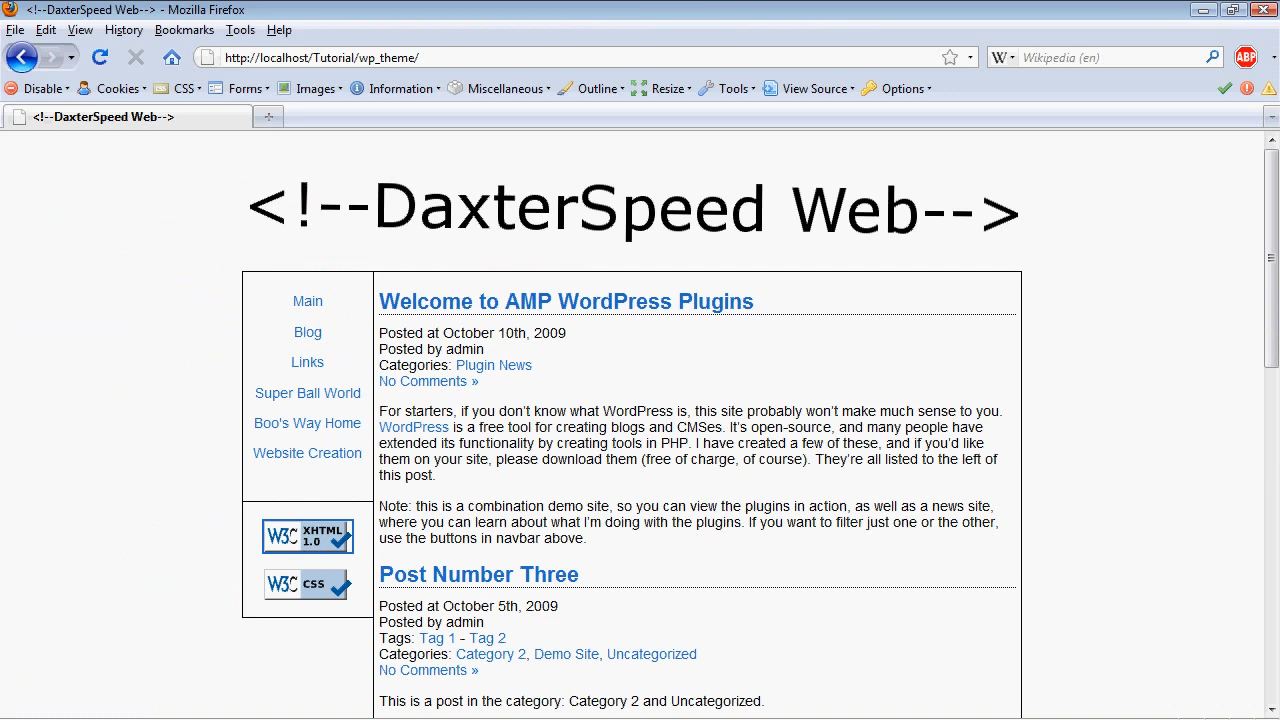 <!--DaxterSpeed Web--> - Mozilla Firefox
File Edit View History Bookmarks Tools Help
http://localhost/Tutorial/wp_theme/
W Wikipedia (en)
ABP
Disable Cookies CSS Forms Images Information Miscellaneous Outline Resize Tools View Source Options
<!--DaxterSpeed Web-->
<!--DaxterSpeed Web-->
Main
Blog
Links
Super Ball World
Boo's Way Home
Website Creation
W3C XHTML 1.0
W3C CSS
Welcome to AMP WordPress Plugins
Posted at October 10th, 2009
Posted by admin
Categories: Plugin News
No Comments »
For starters, if you don’t know what WordPress is, this site probably won’t make much sense to you.
WordPress is a free tool for creating blogs and CMSes. It’s open-source, and many people have
extended its functionality by creating tools in PHP. I have created a few of these, and if you’d like
them on your site, please download them (free of charge, of course). They’re all listed to the left of
this post.
Note: this is a combination demo site, so you can view the plugins in action, as well as a news site,
where you can learn about what I’m doing with the plugins. If you want to filter just one or the other,
use the buttons in navbar above.
Post Number Three
Posted at October 5th, 2009
Posted by admin
Tags: Tag 1 - Tag 2
Categories: Category 2, Demo Site, Uncategorized
No Comments »
This is a post in the category: Category 2 and Uncategorized.